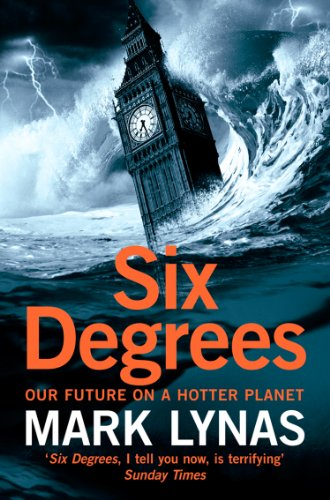 Six
Degrees
OUR FUTURE ON A HOTTER PLANET
MARK LYNAS
‘Six Degrees, I tell you now, is terrifying’
Sunday Times